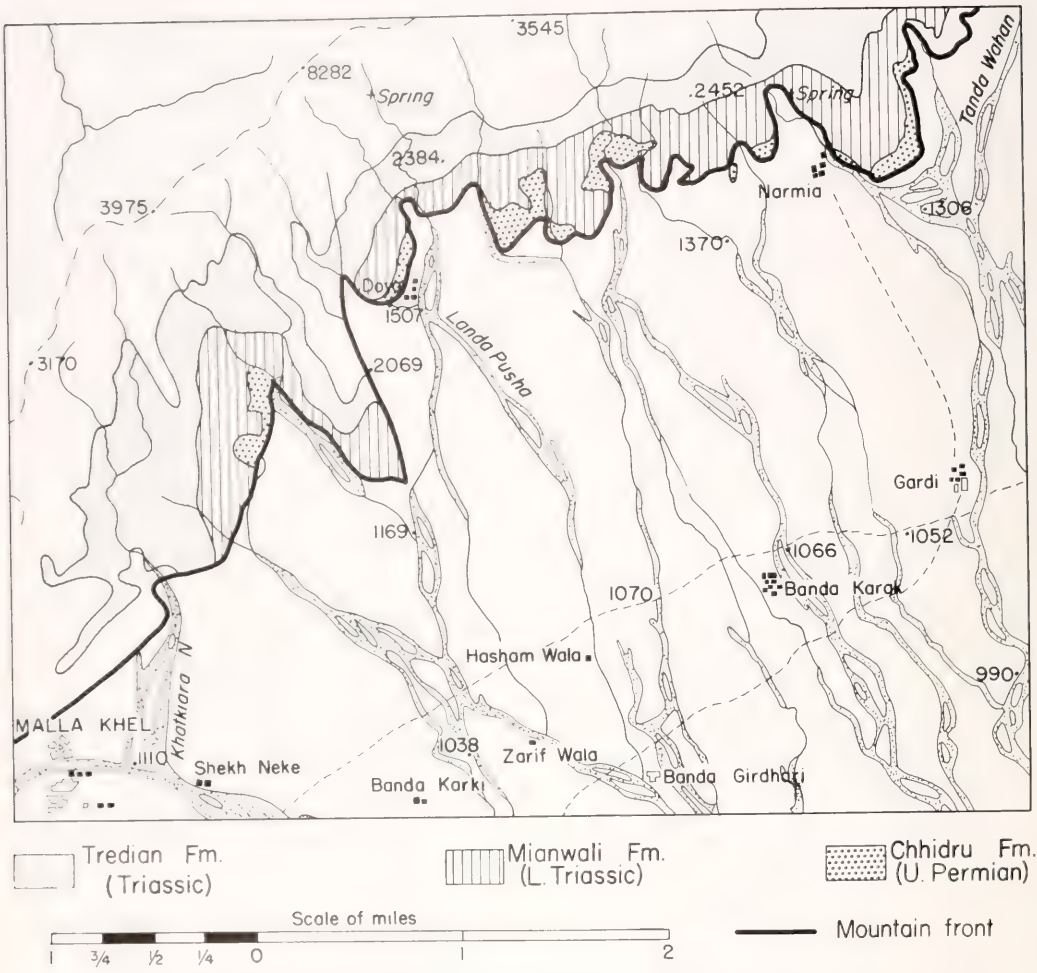 3545
Tanda Wahan
8282
Spring
.2452
Spring
2384.
3975
Narmia
1306
1370
1507
Landa Pusha
3170
2069
Gardi
1169
1052
1066
Banda Karak
1070
Hasham Wala
990
Khatkiara N
MALLA KHEL
1110
1038
Zarif Wala
Shekh Neke
Banda Girdhari
Banda Karki
Tredian Fm.
(Triassic)
Mianwali Fm.
(L. Triassic)
Chhidru Fm.
(U. Permian)
Scale of miles
Mountain front
1 3/4 1/2 1/4 0 1 2